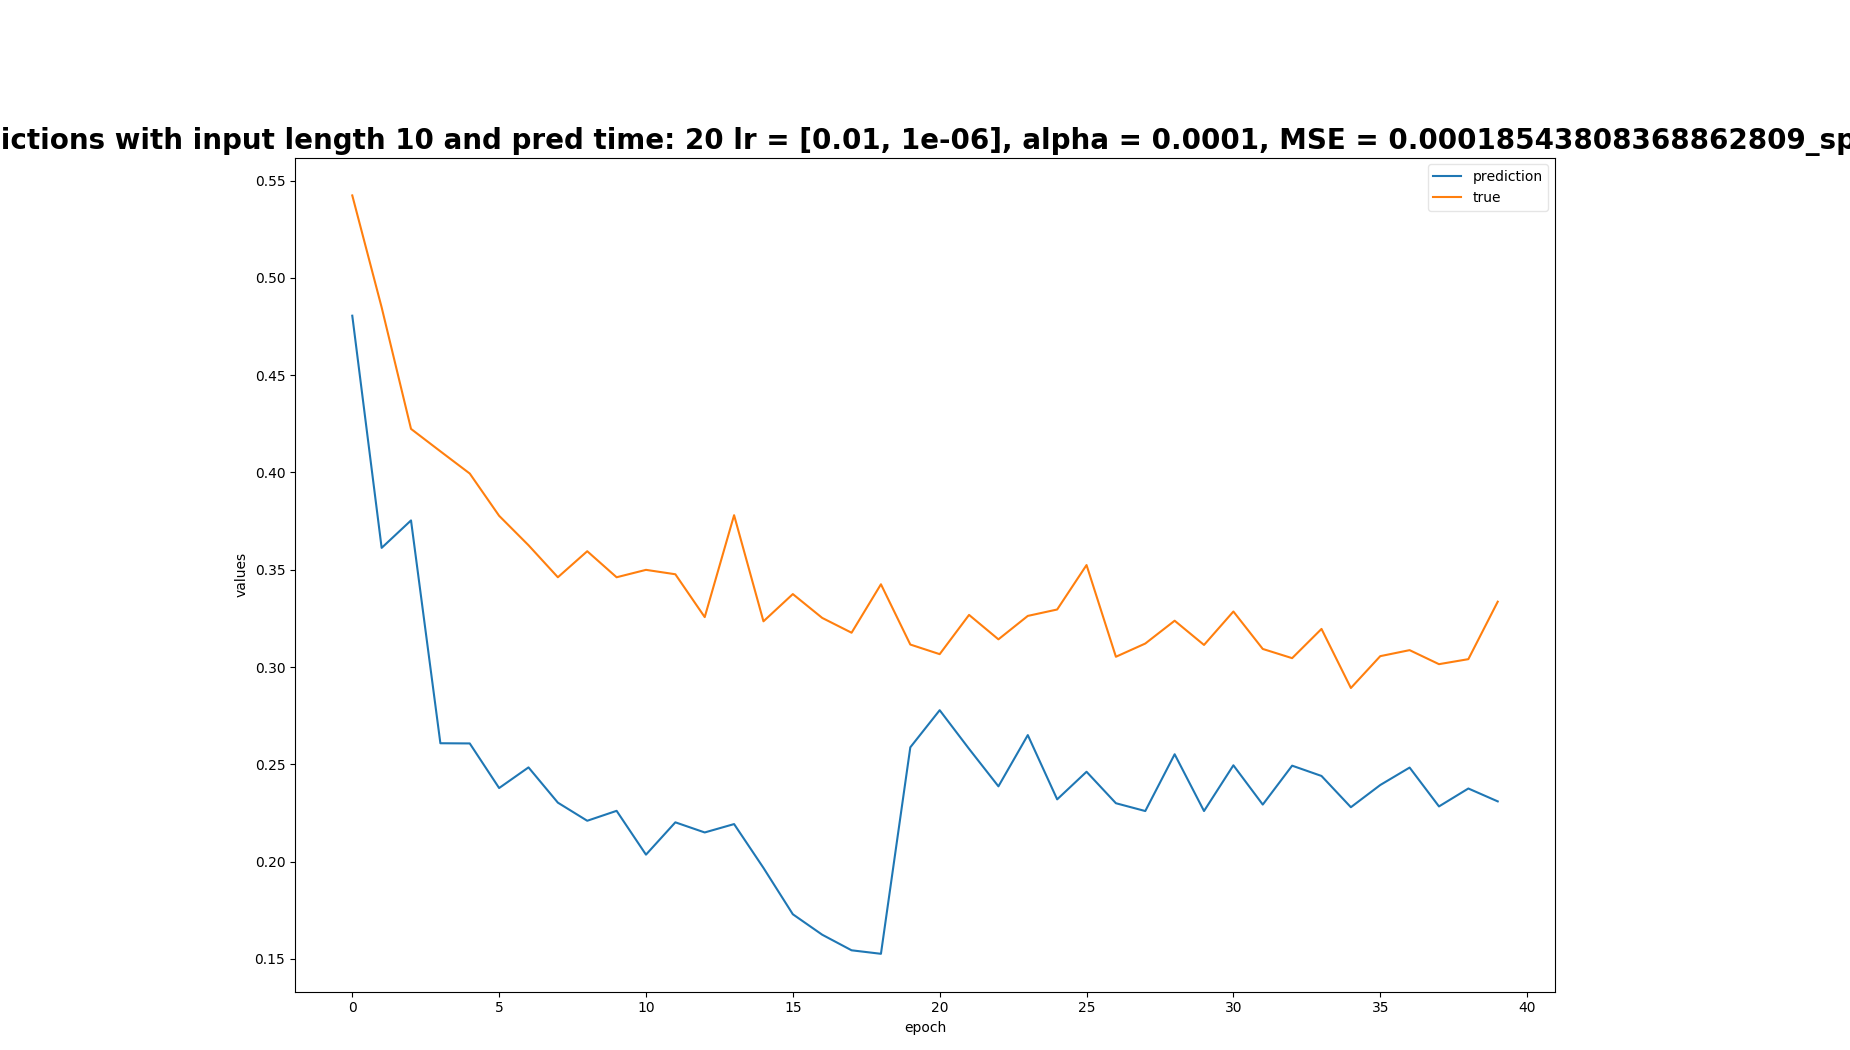 ictions with input length 10 and pred time: 20 lr = [0.01, 1e-06], alpha = 0.0001, MSE = 0.00018543808368862809_sp
prediction
true
0.55
0.50
0.45
0.40
0.35
0.30
0.25
0.20
0.15
values
0 5 10 15 20 25 30 35 40
epoch